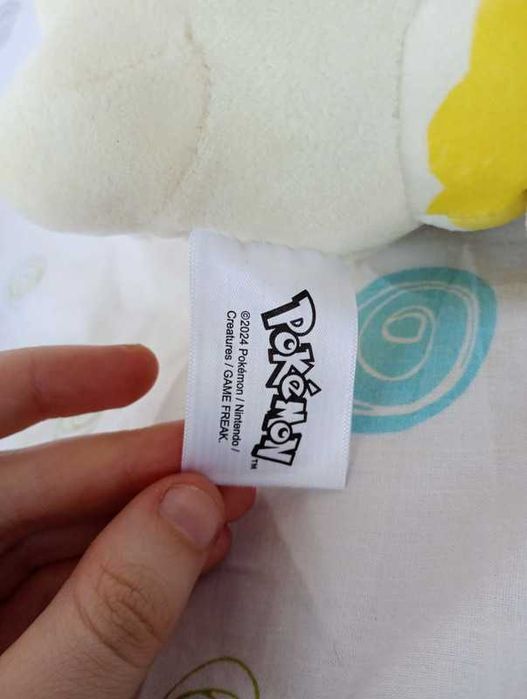 POKéMON™
©2024 Pokémon / Nintendo /
Creatures / GAME FREAK.